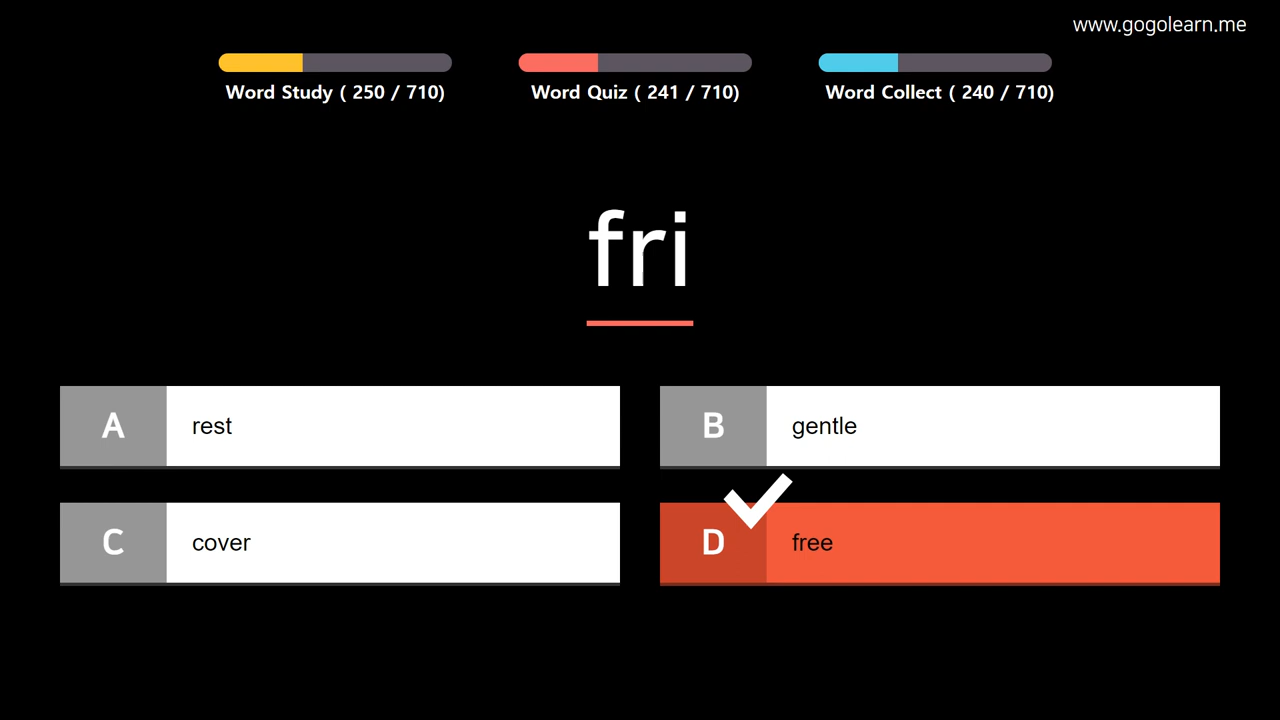 www.gogolearn.me
Word Study ( 250 / 710)
Word Quiz ( 241 / 710)
Word Collect ( 240 / 710)
fri
A rest
B gentle
C cover
D free